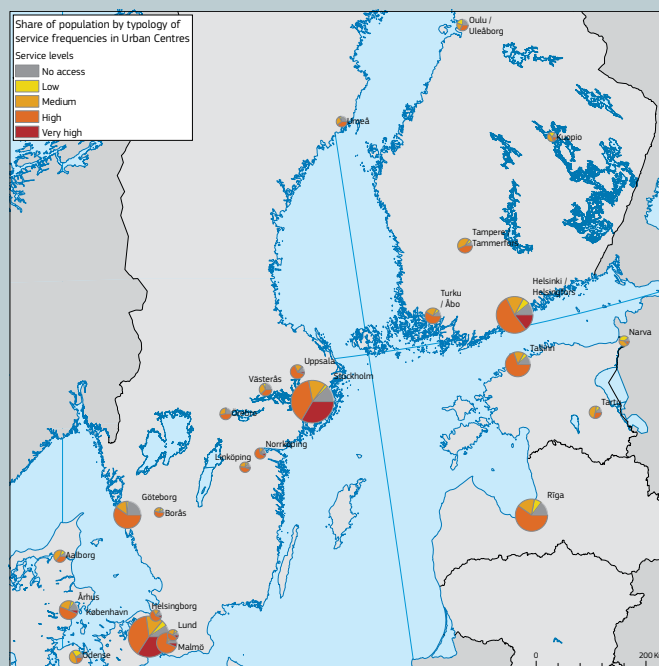 Share of population by typology of
service frequencies in Urban Centres
Service levels
No access
Low
Medium
High
Very high
Oulu /
Uleåborg
Umeå
Kuopio
Tampere /
Tammerfors
Helsinki /
Helsingfors
Turku
/ Åbo
Narva
Tallinn
Uppsala
Stockholm
Västerås
Örebro
Tartu
Norrköping
Linköping
Göteborg
Borås
Rīga
Aalborg
Århus
København
Helsingborg
Lund
Malmö
Odense
0
200